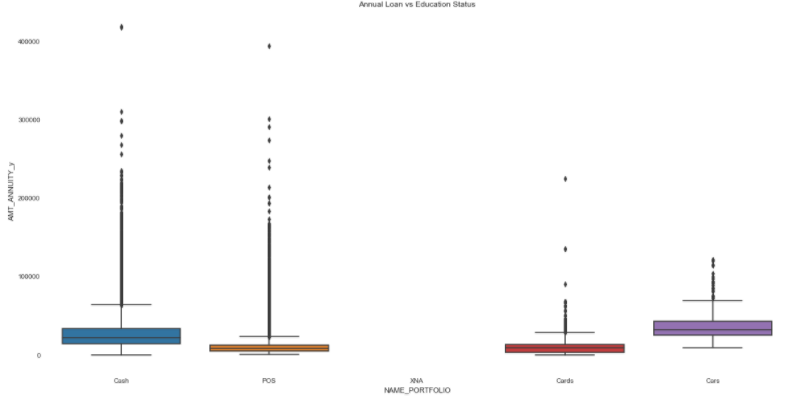 Annual Loan vs Education Status
AMT_ANNUITY_y
400000
300000
200000
100000
0
Cash POS XNA Cards Cars
NAME_PORTFOLIO